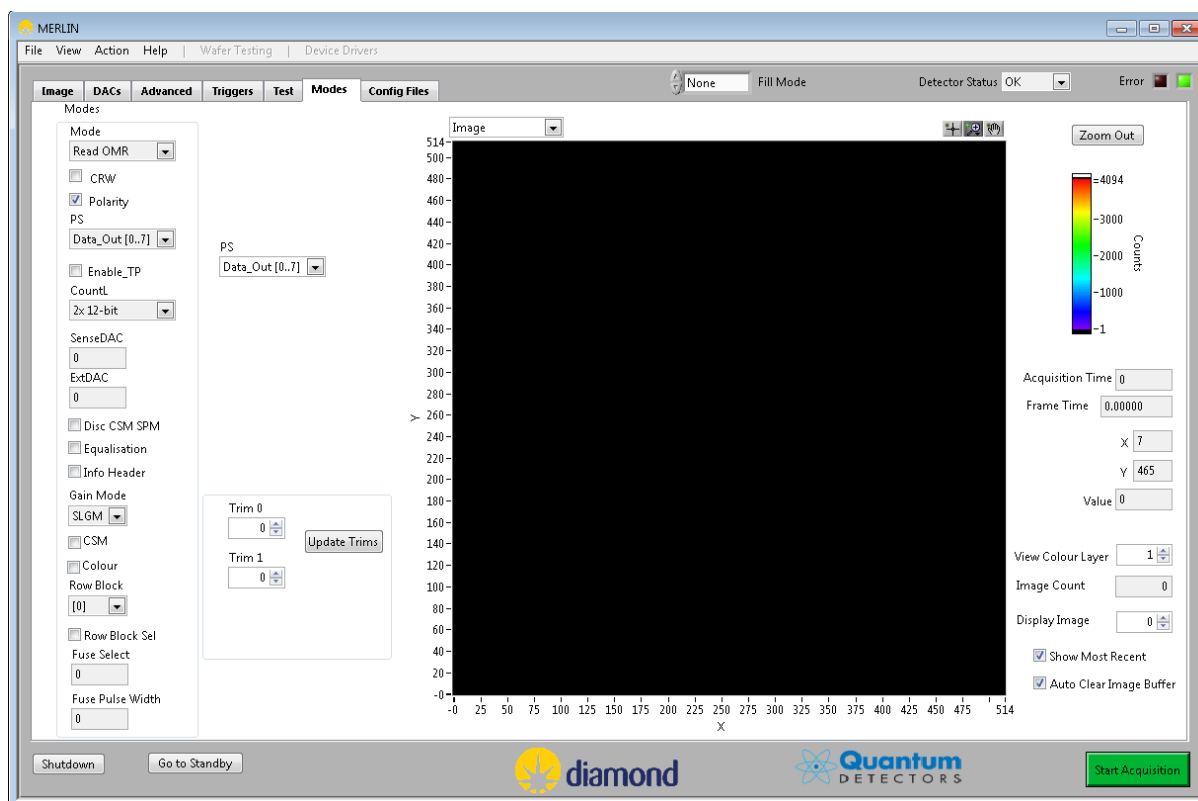 MERLIN
File View Action Help | Wafer Testing | Device Drivers
Image DACs Advanced Triggers Test Modes Config Files
None Fill Mode Detector Status OK Error
Modes
Mode
Read OMR
CRW
Polarity
PS
Data_Out [0..7]
Enable_TP
CountL
2x 12-bit
SenseDAC
0
ExtDAC
0
Disc CSM SPM
Equalisation
Info Header
Gain Mode
SLGM
CSM
Colour
Row Block
[0]
Row Block Sel
Fuse Select
0
Fuse Pulse Width
0
PS
Data_Out [0..7]
Trim 0
0
Update Trims
Trim 1
0
Image
514
500
480
460
440
420
400
380
360
340
320
300
280
260
240
220
200
180
160
140
120
100
80
60
40
20
-0
Y
-0 25 50 75 100 125 150 175 200 225 250 275 300 325 350 375 400 425 450 475 514
X
Zoom Out
4094
3000
2000
1000
1
Counts
Acquisition Time 0
Frame Time 0.00000
X 7
Y 465
Value 0
View Colour Layer 1
Image Count 0
Display Image 0
Show Most Recent
Auto Clear Image Buffer
Shutdown Go to Standby
diamond
Quantum
DETECTORS
Start Acquisition